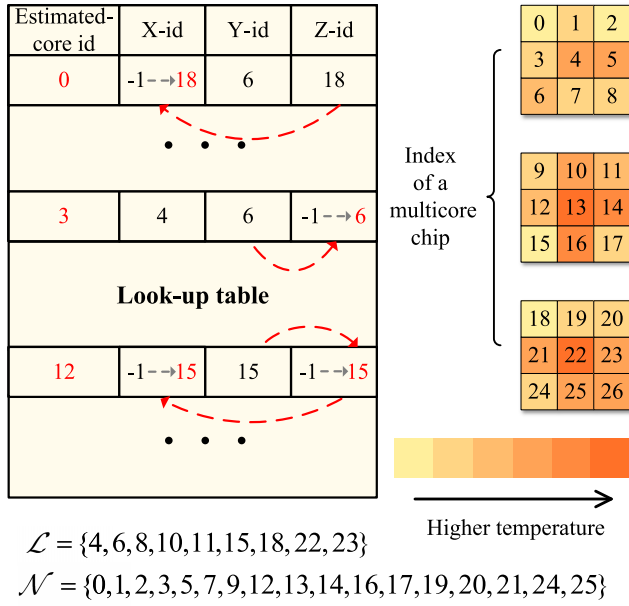 Estimated-core id X-id Y-id Z-id
0 -1 18 6 18
• • •
3 4 6 -1 6
Look-up table
12 -1 15 15 -1 15
• • •
Index
of a
multicore
chip
0 1 2
3 4 5
6 7 8
9 10 11
12 13 14
15 16 17
18 19 20
21 22 23
24 25 26
Higher temperature
ℒ = {4,6,8,10,11,15,18,22,23}
𝒩 = {0,1,2,3,5,7,9,12,13,14,16,17,19,20,21,24,25}